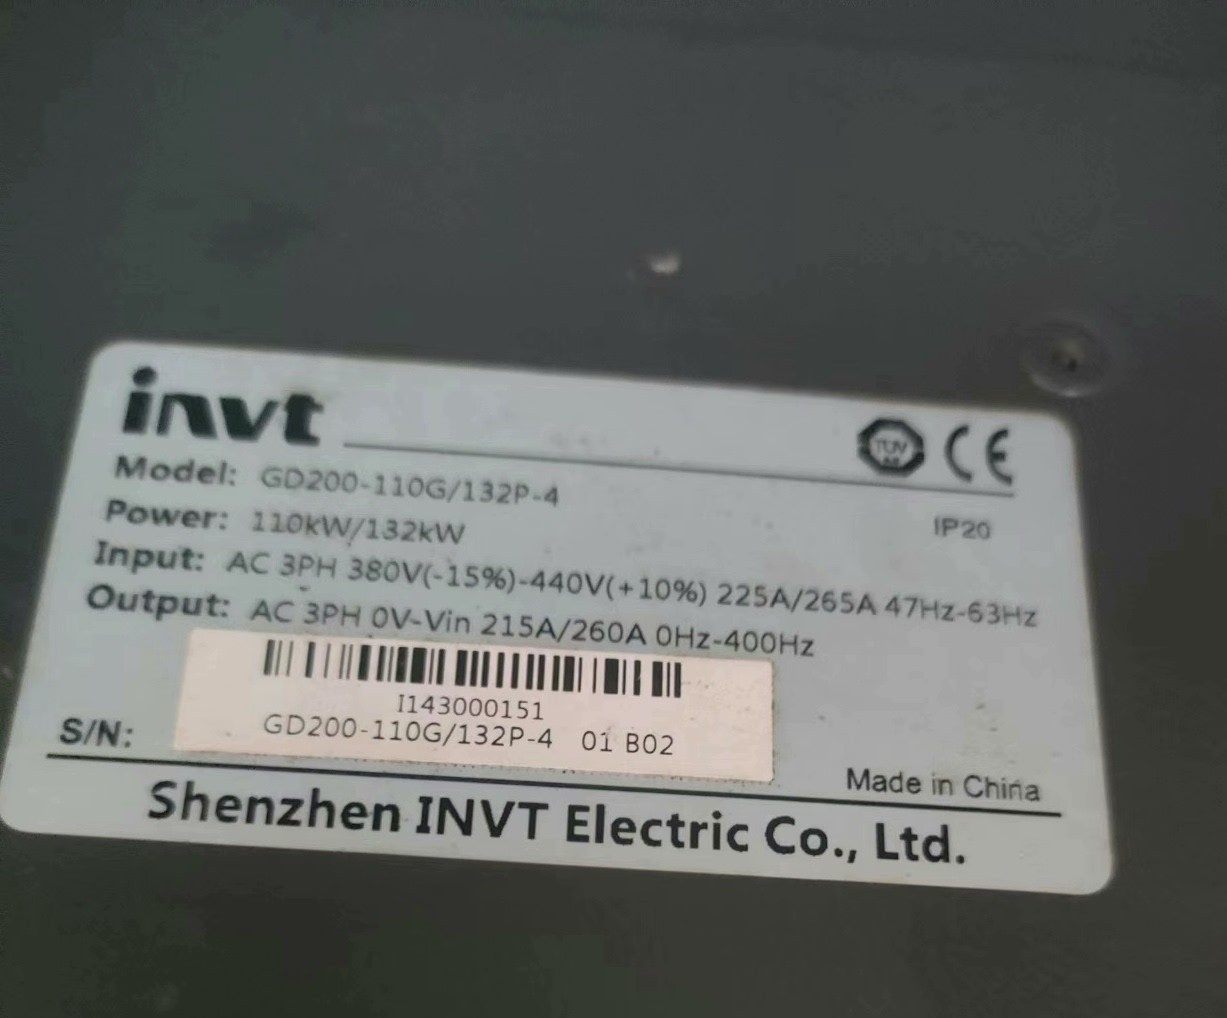 invt
TÜV CE
Model: GD200-110G/132P-4
Power: 110kW/132kW IP20
Input: AC 3PH 380V(-15%)-440V(+10%) 225A/265A 47Hz-63Hz
Output: AC 3PH 0V-Vin 215A/260A 0Hz-400Hz
I143000151
GD200-110G/132P-4 01 B02
S/N:
Made in China
Shenzhen INVT Electric Co., Ltd.